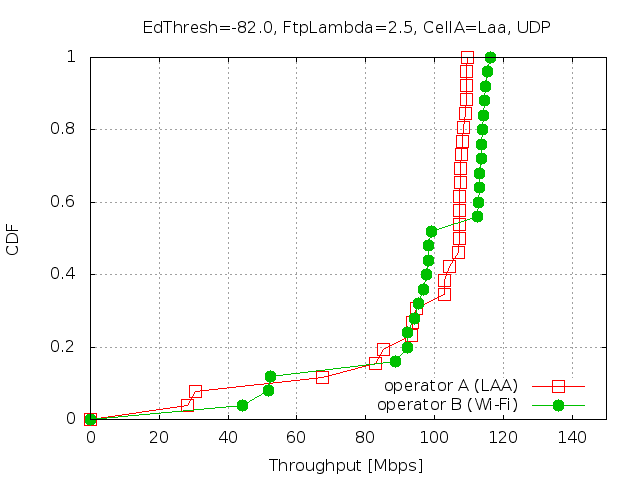 EdThresh=-82.0, FtpLambda=2.5, CellA=Laa, UDP
1
0.8
0.6
0.4
0.2
0
CDF
operator A (LAA)
operator B (Wi-Fi)
0 20 40 60 80 100 120 140
Throughput [Mbps]